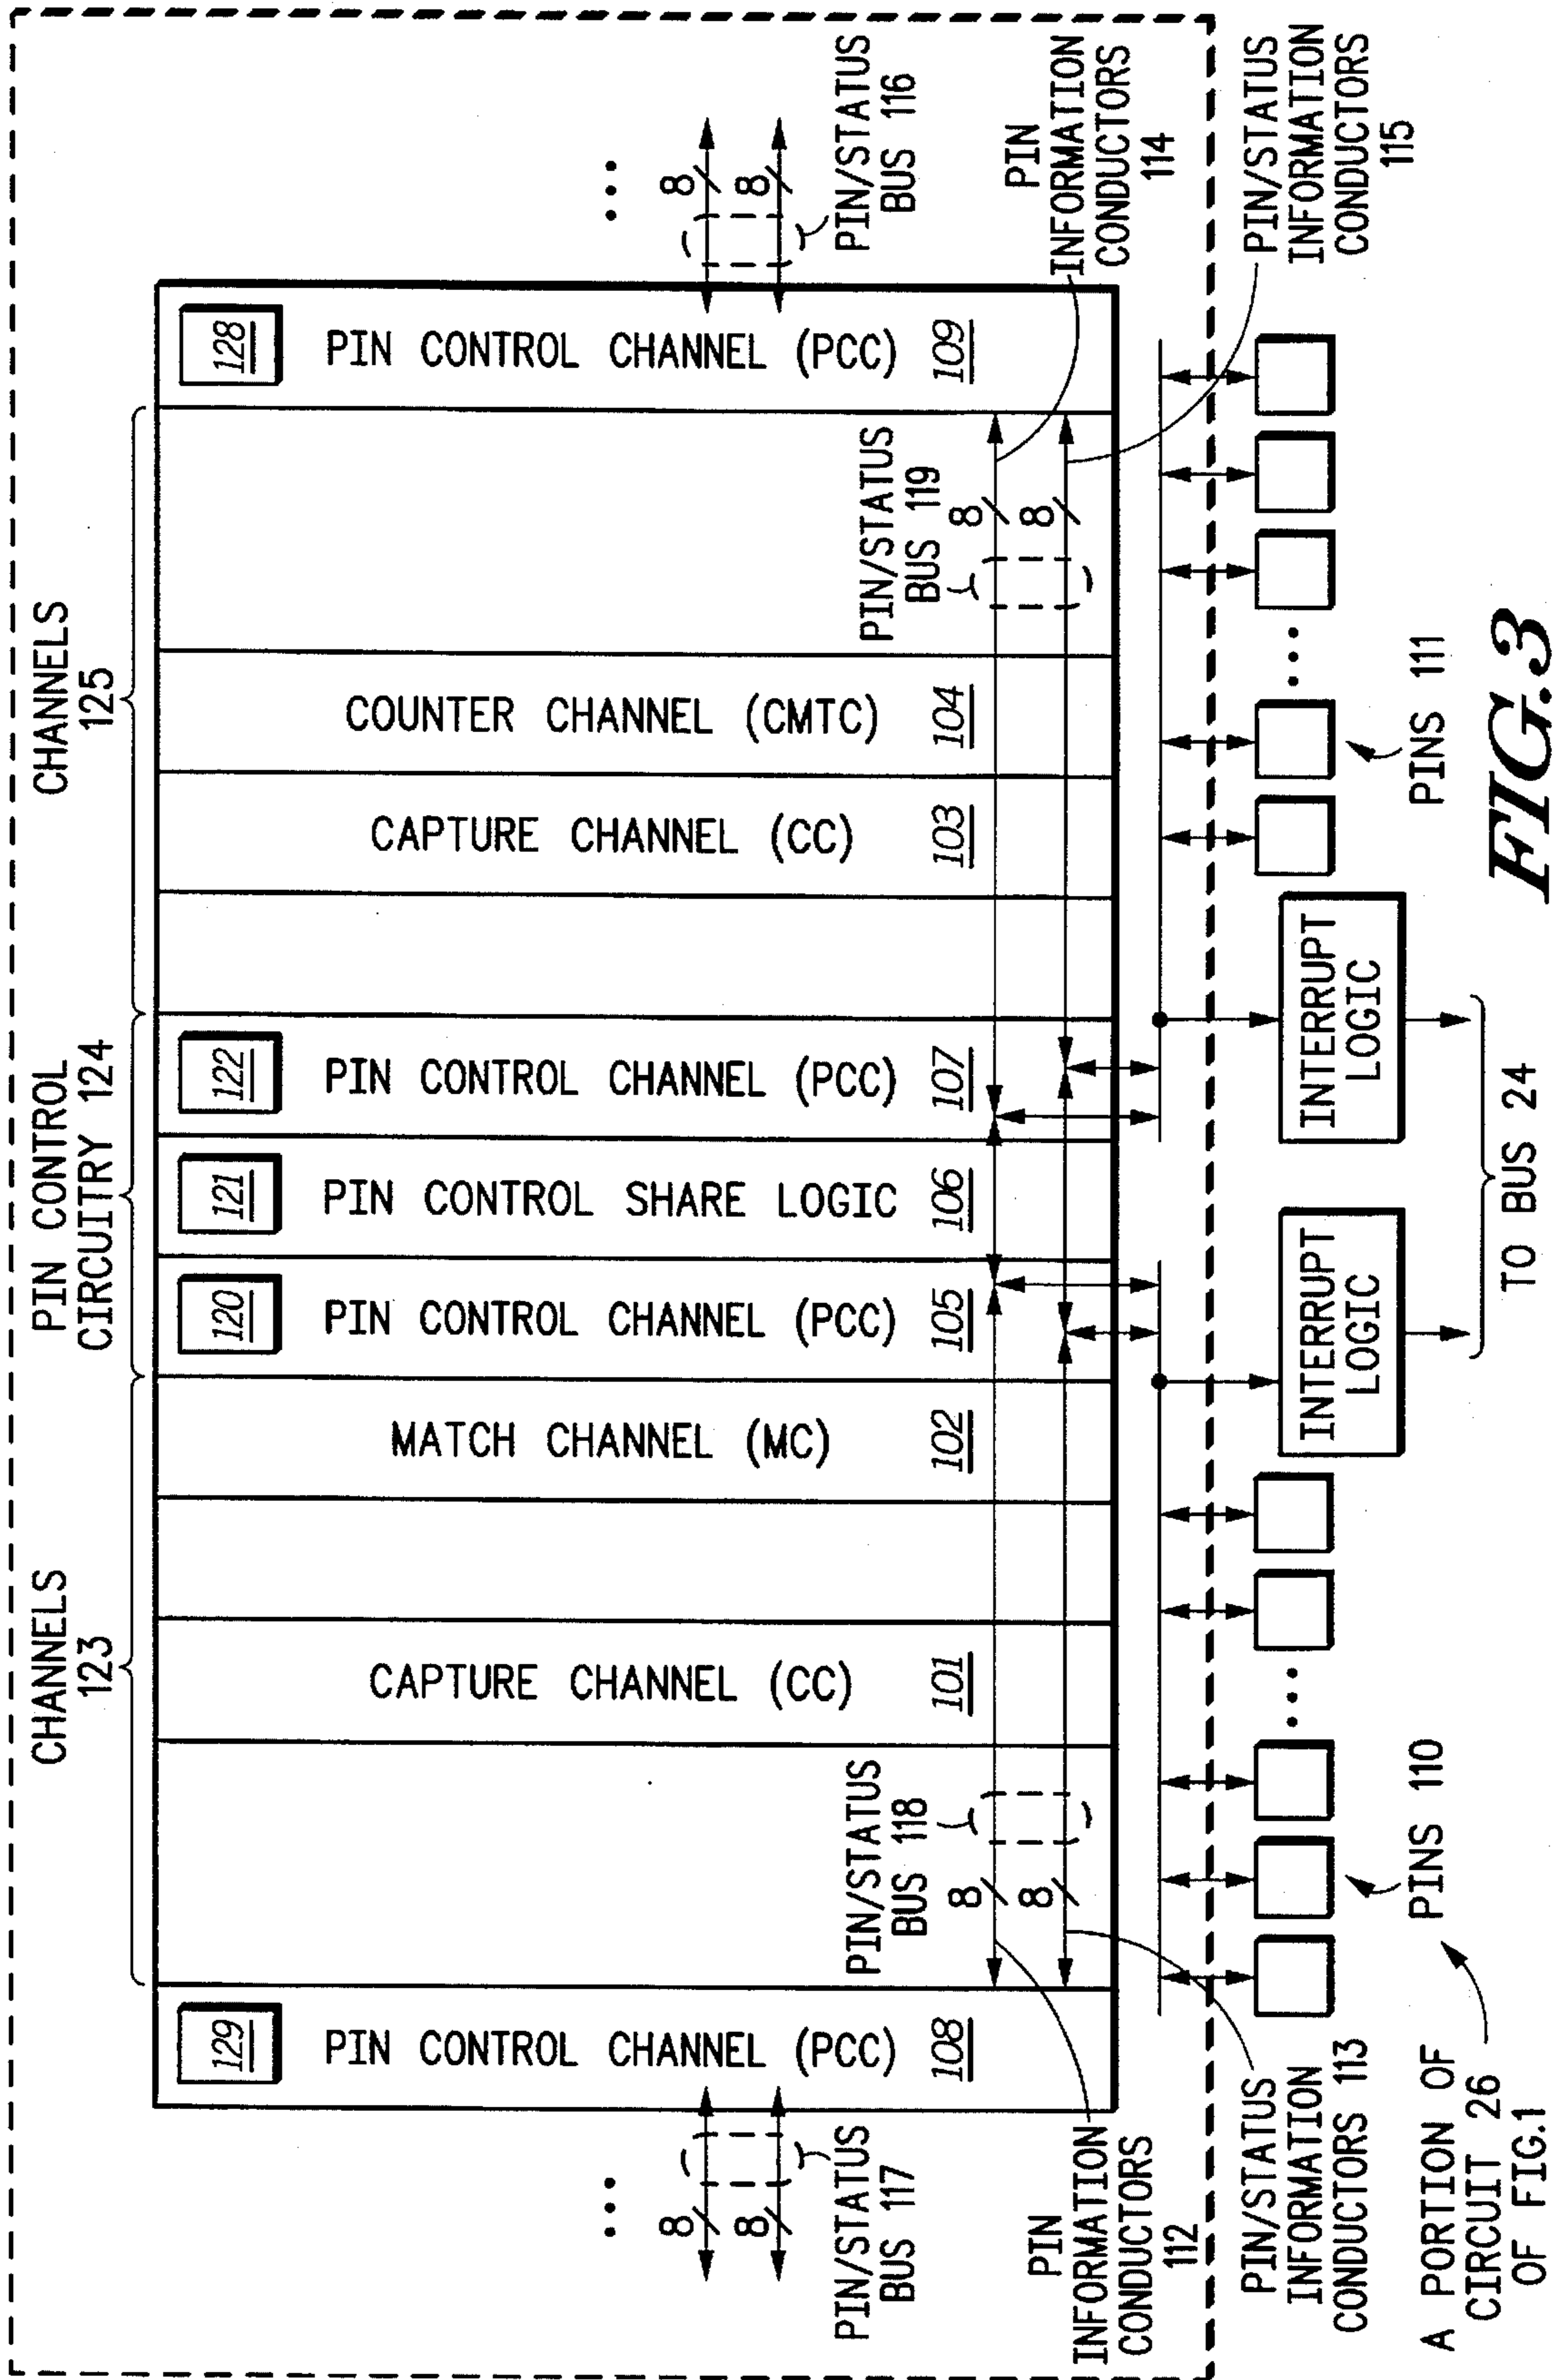 CHANNELS
123
PIN CONTROL
CIRCUITRY 124
CHANNELS
125
129
PIN CONTROL CHANNEL (PCC)
108
CAPTURE CHANNEL (CC)
101
MATCH CHANNEL (MC)
102
120
PIN CONTROL CHANNEL (PCC)
105
121
PIN CONTROL SHARE LOGIC
106
122
PIN CONTROL CHANNEL (PCC)
107
CAPTURE CHANNEL (CC)
103
COUNTER CHANNEL (CMTC)
104
128
PIN CONTROL CHANNEL (PCC)
109
8
8
PIN/STATUS
BUS 117
PIN/STATUS
BUS 118
8
8
PIN/STATUS
BUS 119
8
8
8
8
PIN/STATUS
BUS 116
PIN
INFORMATION
CONDUCTORS
112
PIN
INFORMATION
CONDUCTORS
114
PIN/STATUS
INFORMATION
CONDUCTORS 113
PIN/STATUS
INFORMATION
CONDUCTORS
115
INTERRUPT
LOGIC
INTERRUPT
LOGIC
PINS 110
PINS 111
TO BUS 24
A PORTION OF
CIRCUIT 26
OF FIG.1
FIG.3